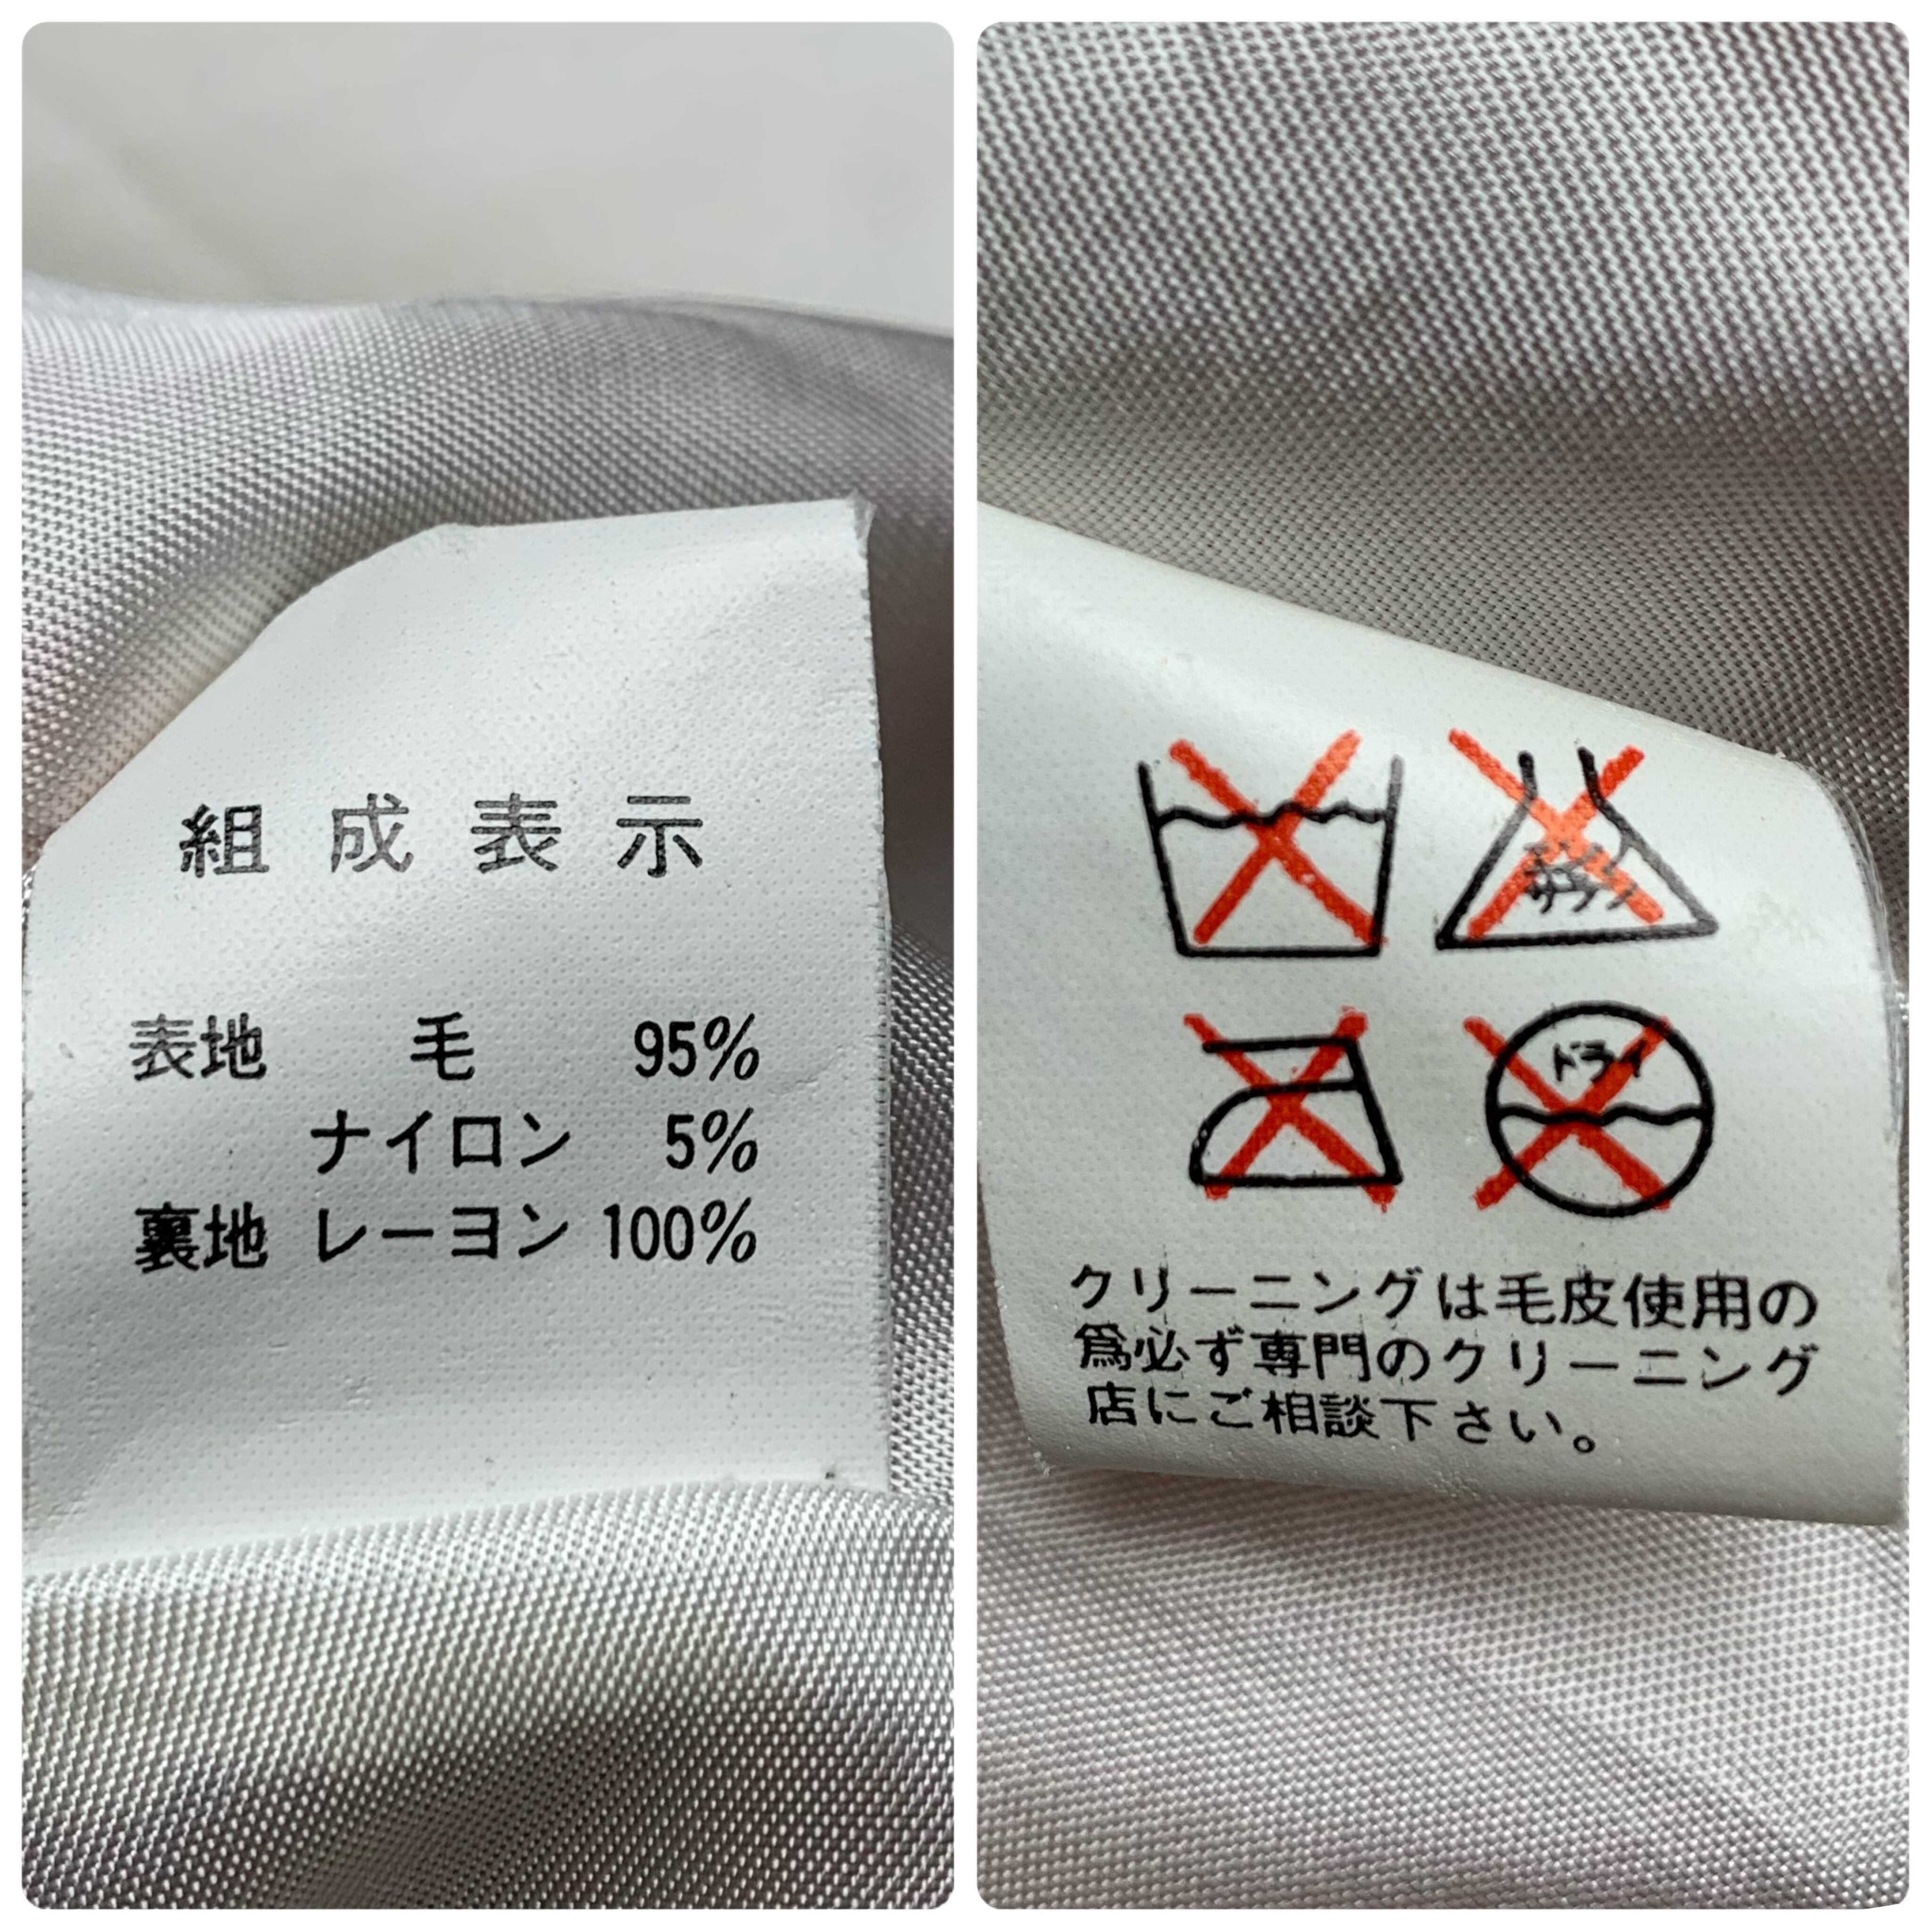 組成表示
表地 毛 95%
ナイロン 5%
裏地 レーヨン 100%
ドライ
クリーニングは毛皮使用の
爲必ず専門のクリーニング
店にご相談下さい。